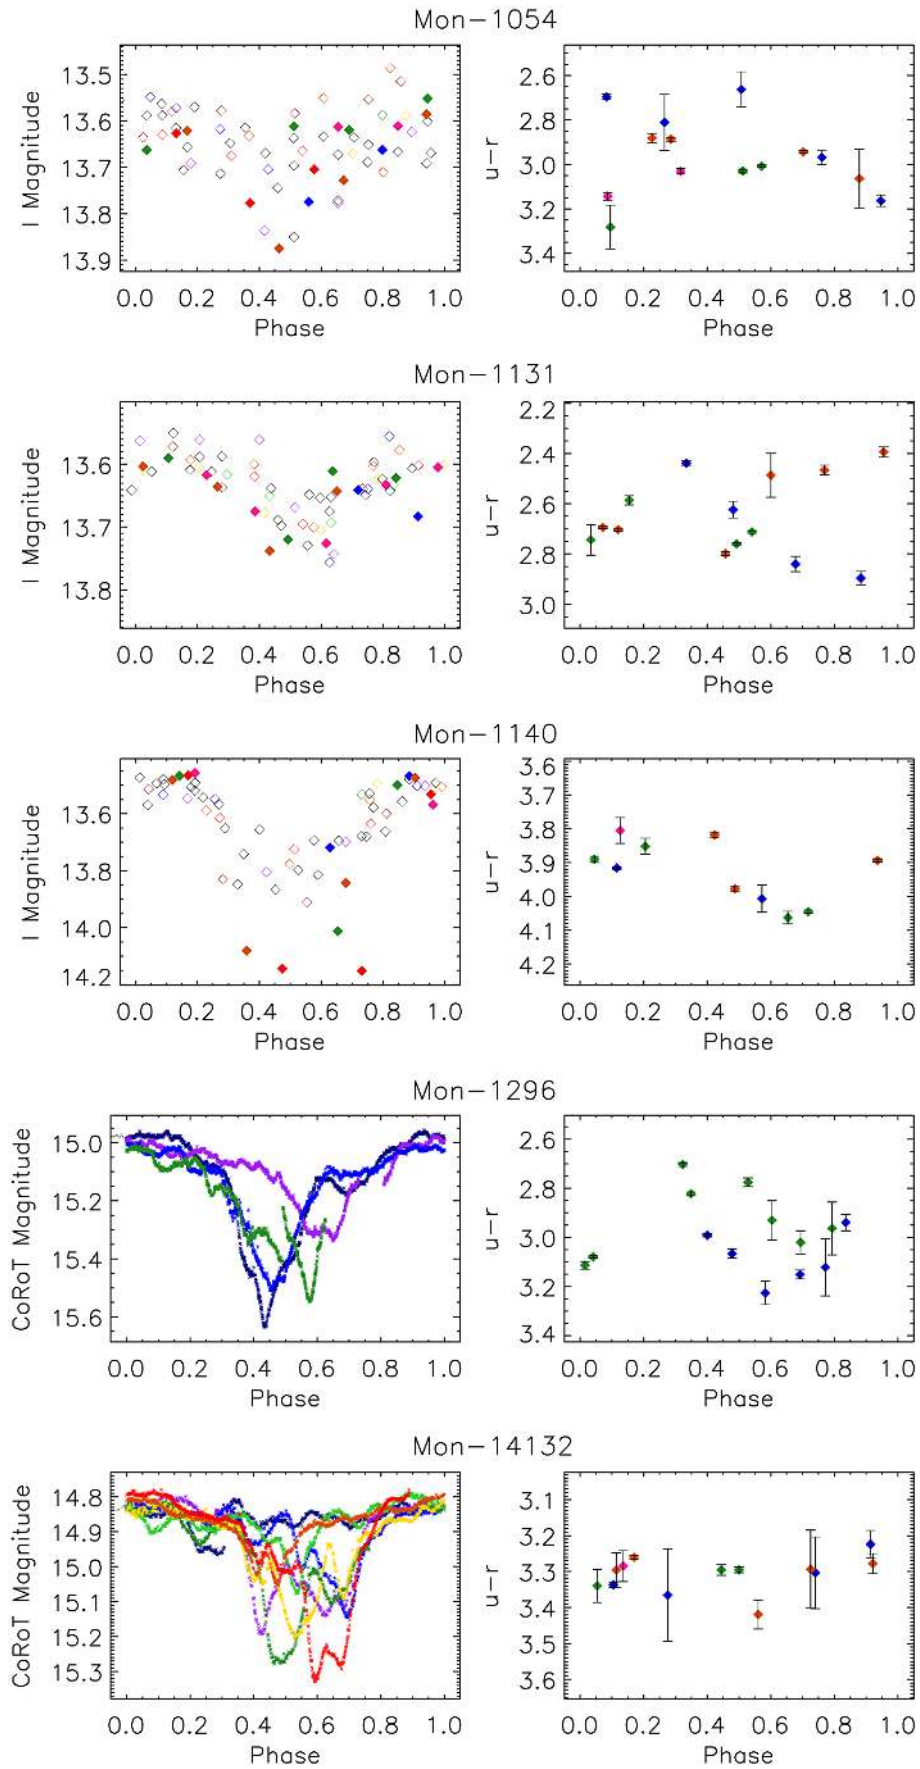 Mon-1054
13.5
13.6
13.7
13.8
13.9
I Magnitude
0.0 0.2 0.4 0.6 0.8 1.0
Phase
2.6
2.8
3.0
3.2
3.4
u-r
0.0 0.2 0.4 0.6 0.8 1.0
Phase
Mon-1131
13.6
13.7
13.8
I Magnitude
0.0 0.2 0.4 0.6 0.8 1.0
Phase
2.2
2.4
2.6
2.8
3.0
u-r
0.0 0.2 0.4 0.6 0.8 1.0
Phase
Mon-1140
13.6
13.8
14.0
14.2
I Magnitude
0.0 0.2 0.4 0.6 0.8 1.0
Phase
3.6
3.7
3.8
3.9
4.0
4.1
4.2
u-r
0.0 0.2 0.4 0.6 0.8 1.0
Phase
Mon-1296
15.0
15.2
15.4
15.6
CoRoT Magnitude
0.0 0.2 0.4 0.6 0.8 1.0
Phase
2.6
2.8
3.0
3.2
3.4
u-r
0.0 0.2 0.4 0.6 0.8 1.0
Phase
Mon-14132
14.8
14.9
15.0
15.1
15.2
15.3
CoRoT Magnitude
0.0 0.2 0.4 0.6 0.8 1.0
Phase
3.1
3.2
3.3
3.4
3.5
3.6
u-r
0.0 0.2 0.4 0.6 0.8 1.0
Phase